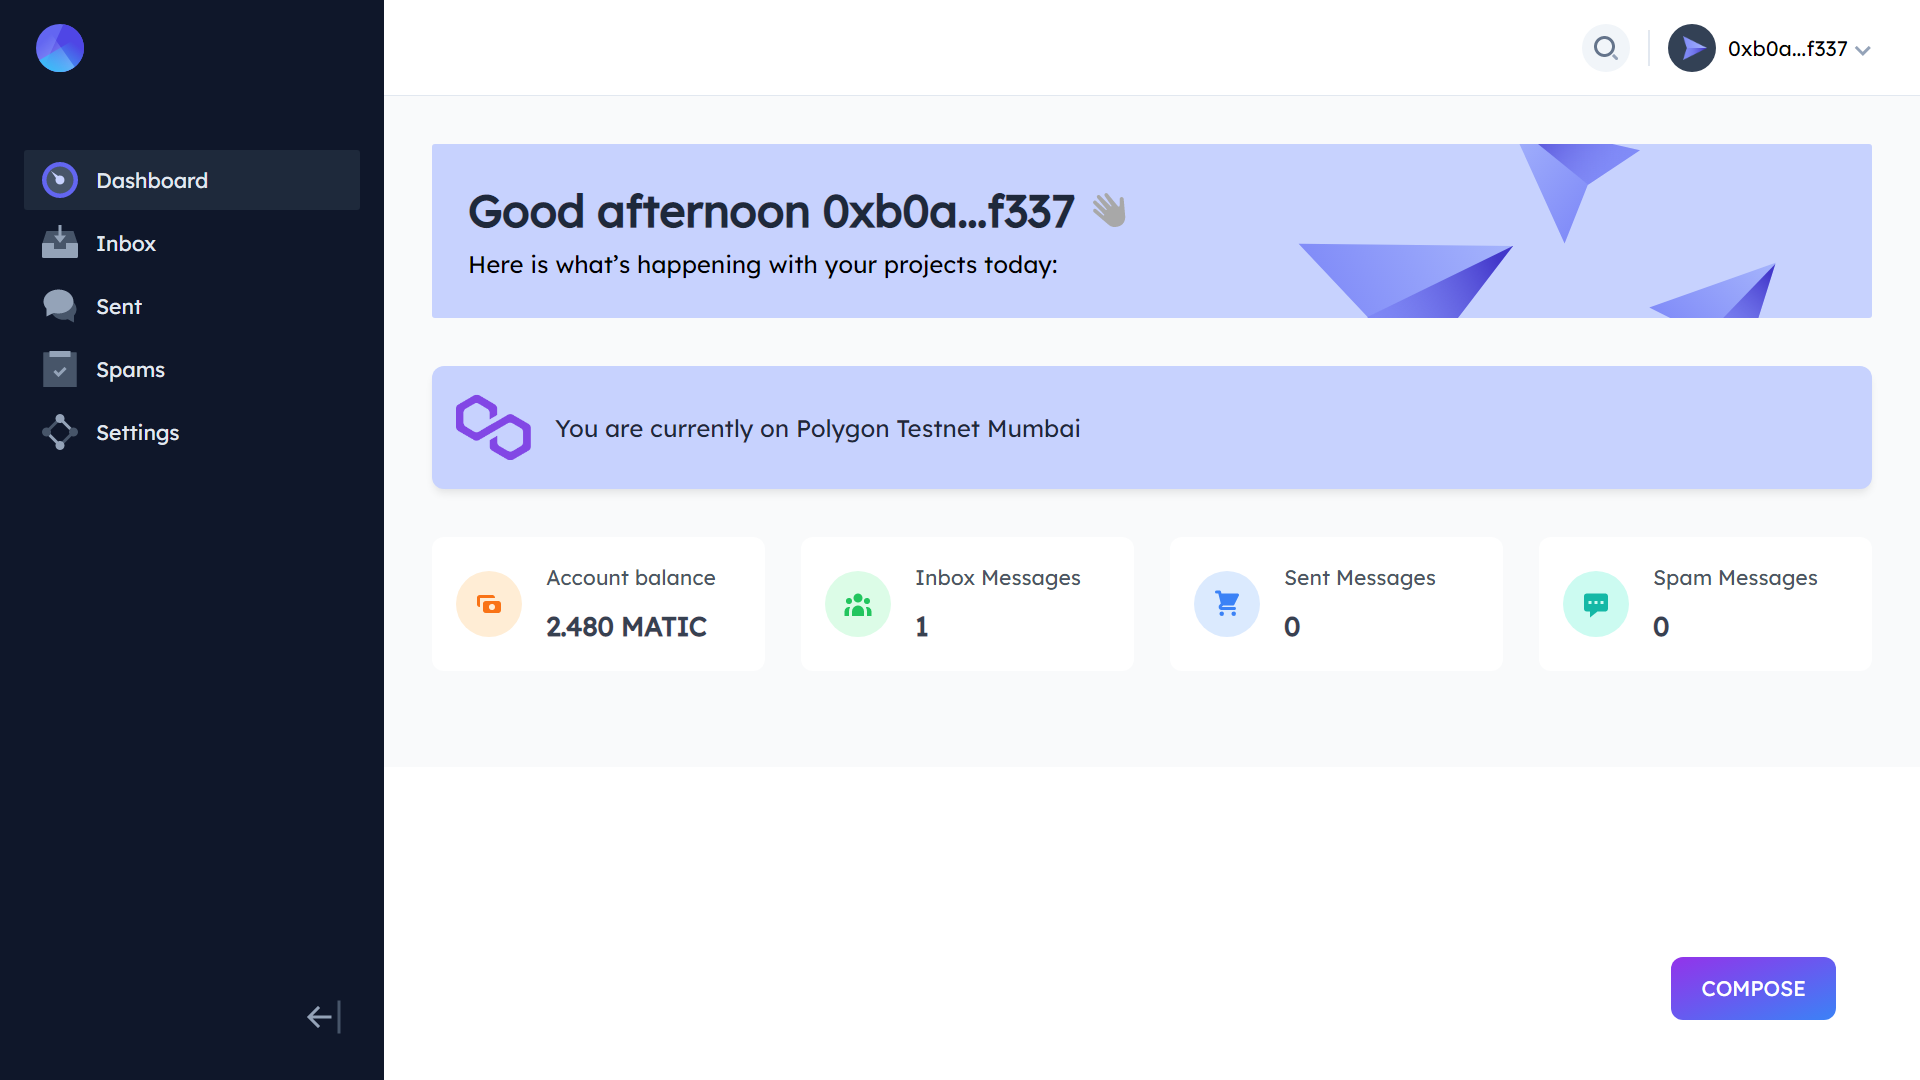 0xb0a...f337
Dashboard
Inbox
Sent
Spams
Settings
Good afternoon 0xb0a...f337 👋
Here is what’s happening with your projects today:
You are currently on Polygon Testnet Mumbai
Account balance
2.480 MATIC
Inbox Messages
1
Sent Messages
0
Spam Messages
0
COMPOSE